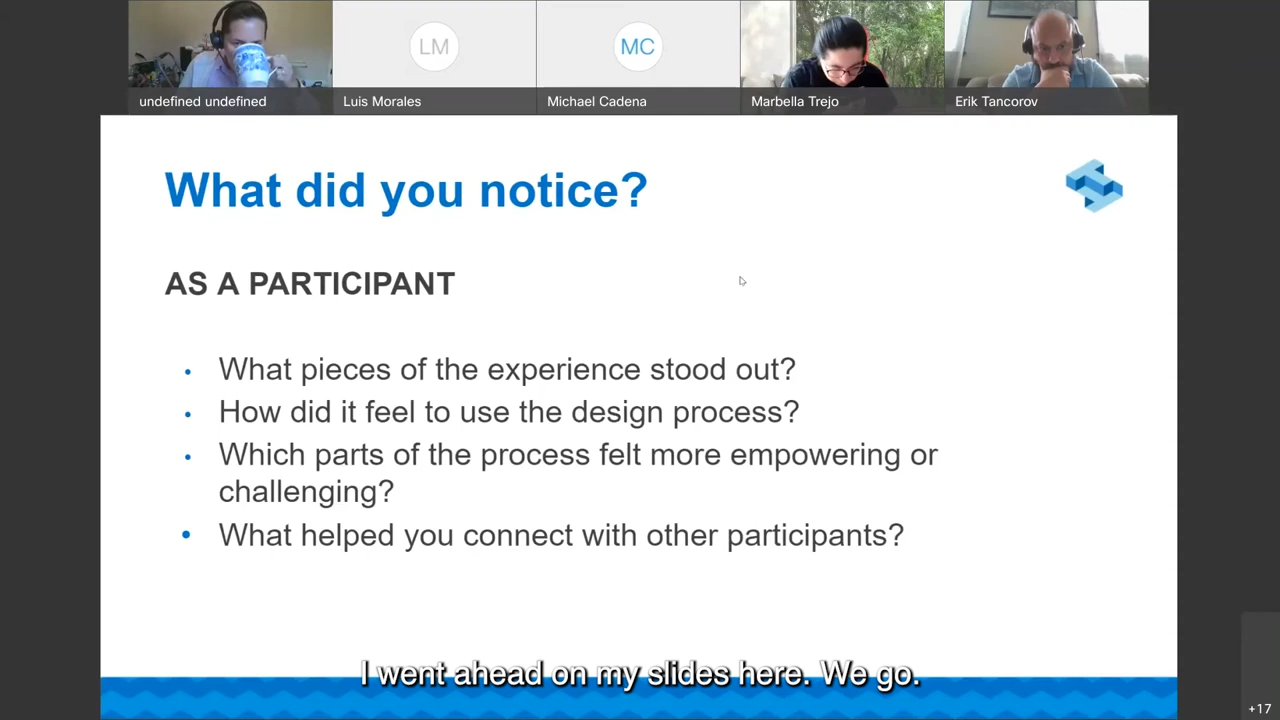 LM
MC
undefined undefined
Luis Morales
Michael Cadena
Marbella Trejo
Erik Tancorov
What did you notice?
AS A PARTICIPANT
• What pieces of the experience stood out?
• How did it feel to use the design process?
• Which parts of the process felt more empowering or
challenging?
• What helped you connect with other participants?
I went ahead on my slides here. We go.
+17